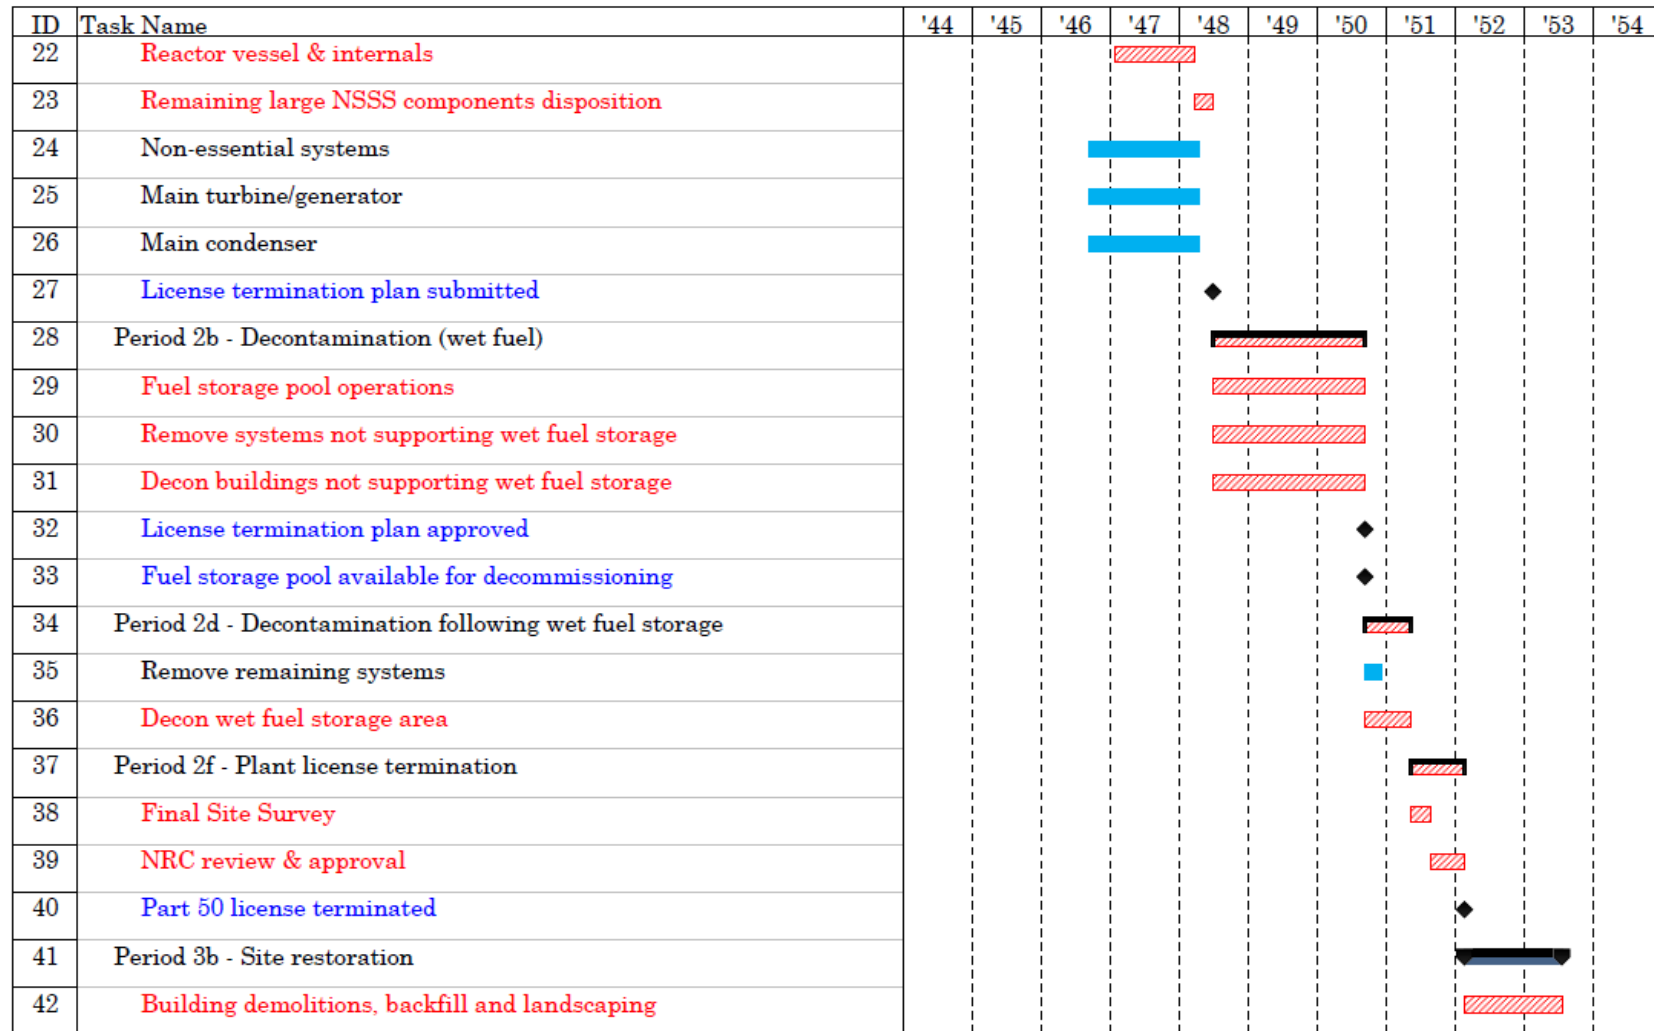 ID Task Name '44 '45 '46 '47 '48 '49 '50 '51 '52 '53 '54
22 Reactor vessel & internals
23 Remaining large NSSS components disposition
24 Non-essential systems
25 Main turbine/generator
26 Main condenser
27 License termination plan submitted
28 Period 2b - Decontamination (wet fuel)
29 Fuel storage pool operations
30 Remove systems not supporting wet fuel storage
31 Decon buildings not supporting wet fuel storage
32 License termination plan approved
33 Fuel storage pool available for decommissioning
34 Period 2d - Decontamination following wet fuel storage
35 Remove remaining systems
36 Decon wet fuel storage area
37 Period 2f - Plant license termination
38 Final Site Survey
39 NRC review & approval
40 Part 50 license terminated
41 Period 3b - Site restoration
42 Building demolitions, backfill and landscaping